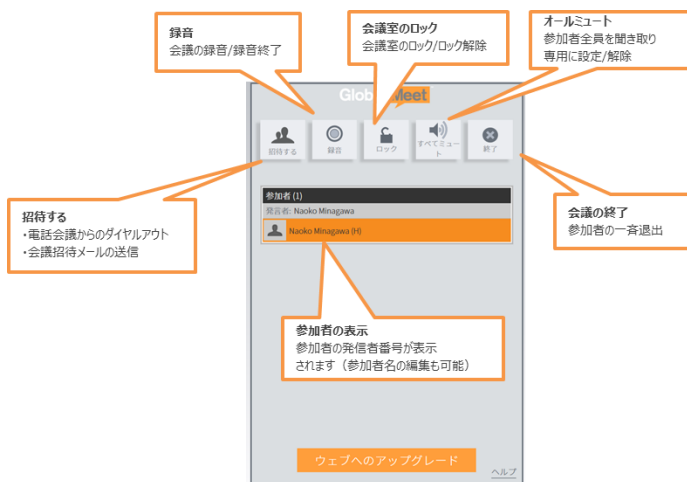 録音
会議の録音/録音終了
会議室のロック
会議室のロック/ロック解除
オールミュート
参加者全員を聞き取り
専用に設定/解除
GlobalMeet
招待する
録音
ロック
すべてミュー
ト
終了
参加者 (1)
発言者: Naoko Minagawa
Naoko Minagawa (H)
招待する
・電話会議からのダイヤルアウト
・会議招待メールの送信
会議の終了
参加者の一斉退出
参加者の表示
参加者の発信者番号が表示
されます（参加者名の編集も可能）
ウェブへのアップグレード
ヘルプ